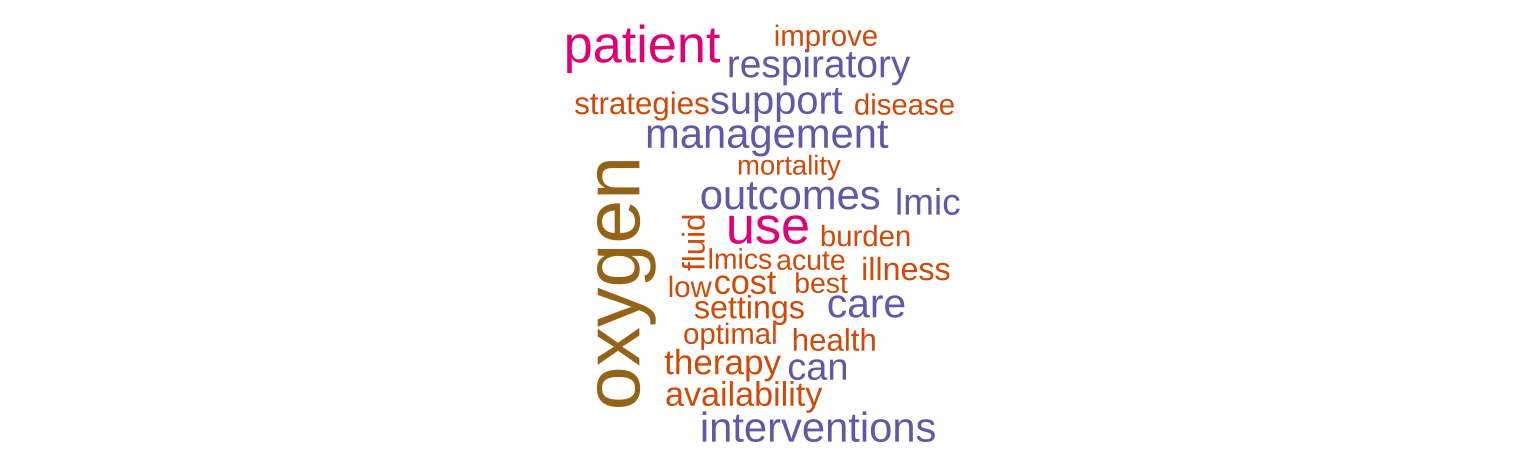 patient
improve
respiratory
strategies
support
disease
management
mortality
oxygen
outcomes
lmic
use
fluid
burden
lmics
acute
illness
low
cost
best
settings
care
optimal
health
therapy
can
availability
interventions